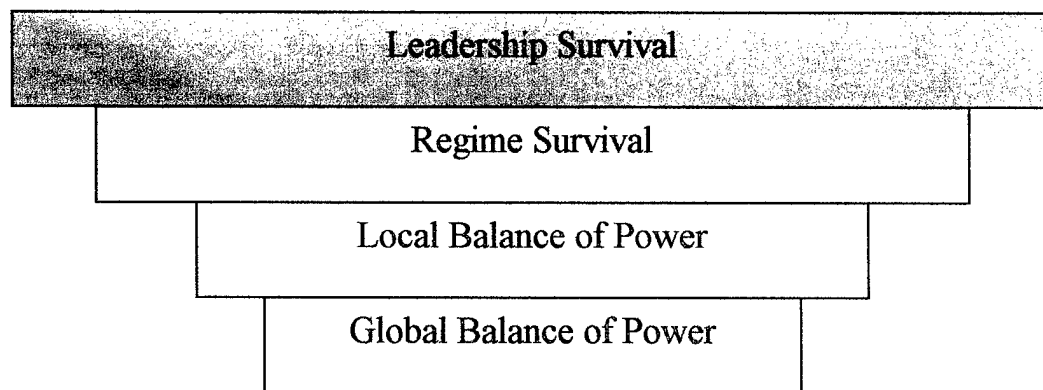 Leadership Survival
Regime Survival
Local Balance of Power
Global Balance of Power